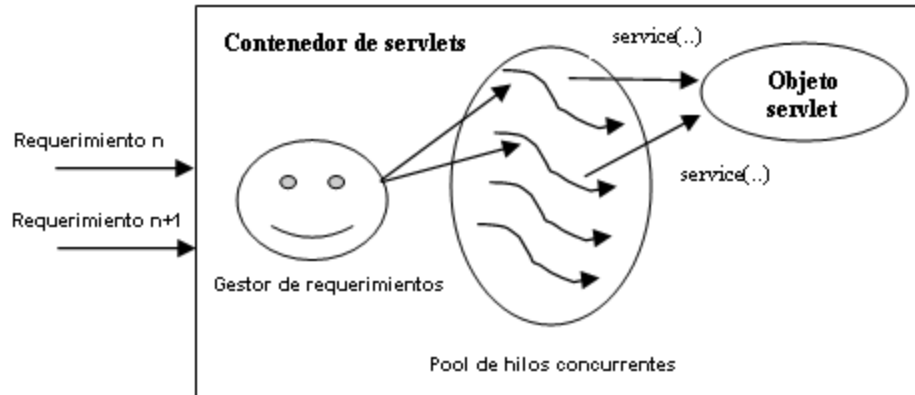 Contenedor de servlets
service(..)
Objeto
servlet
Requerimiento n
service(..)
Requerimiento n+1
Gestor de requerimientos
Pool de hilos concurrentes